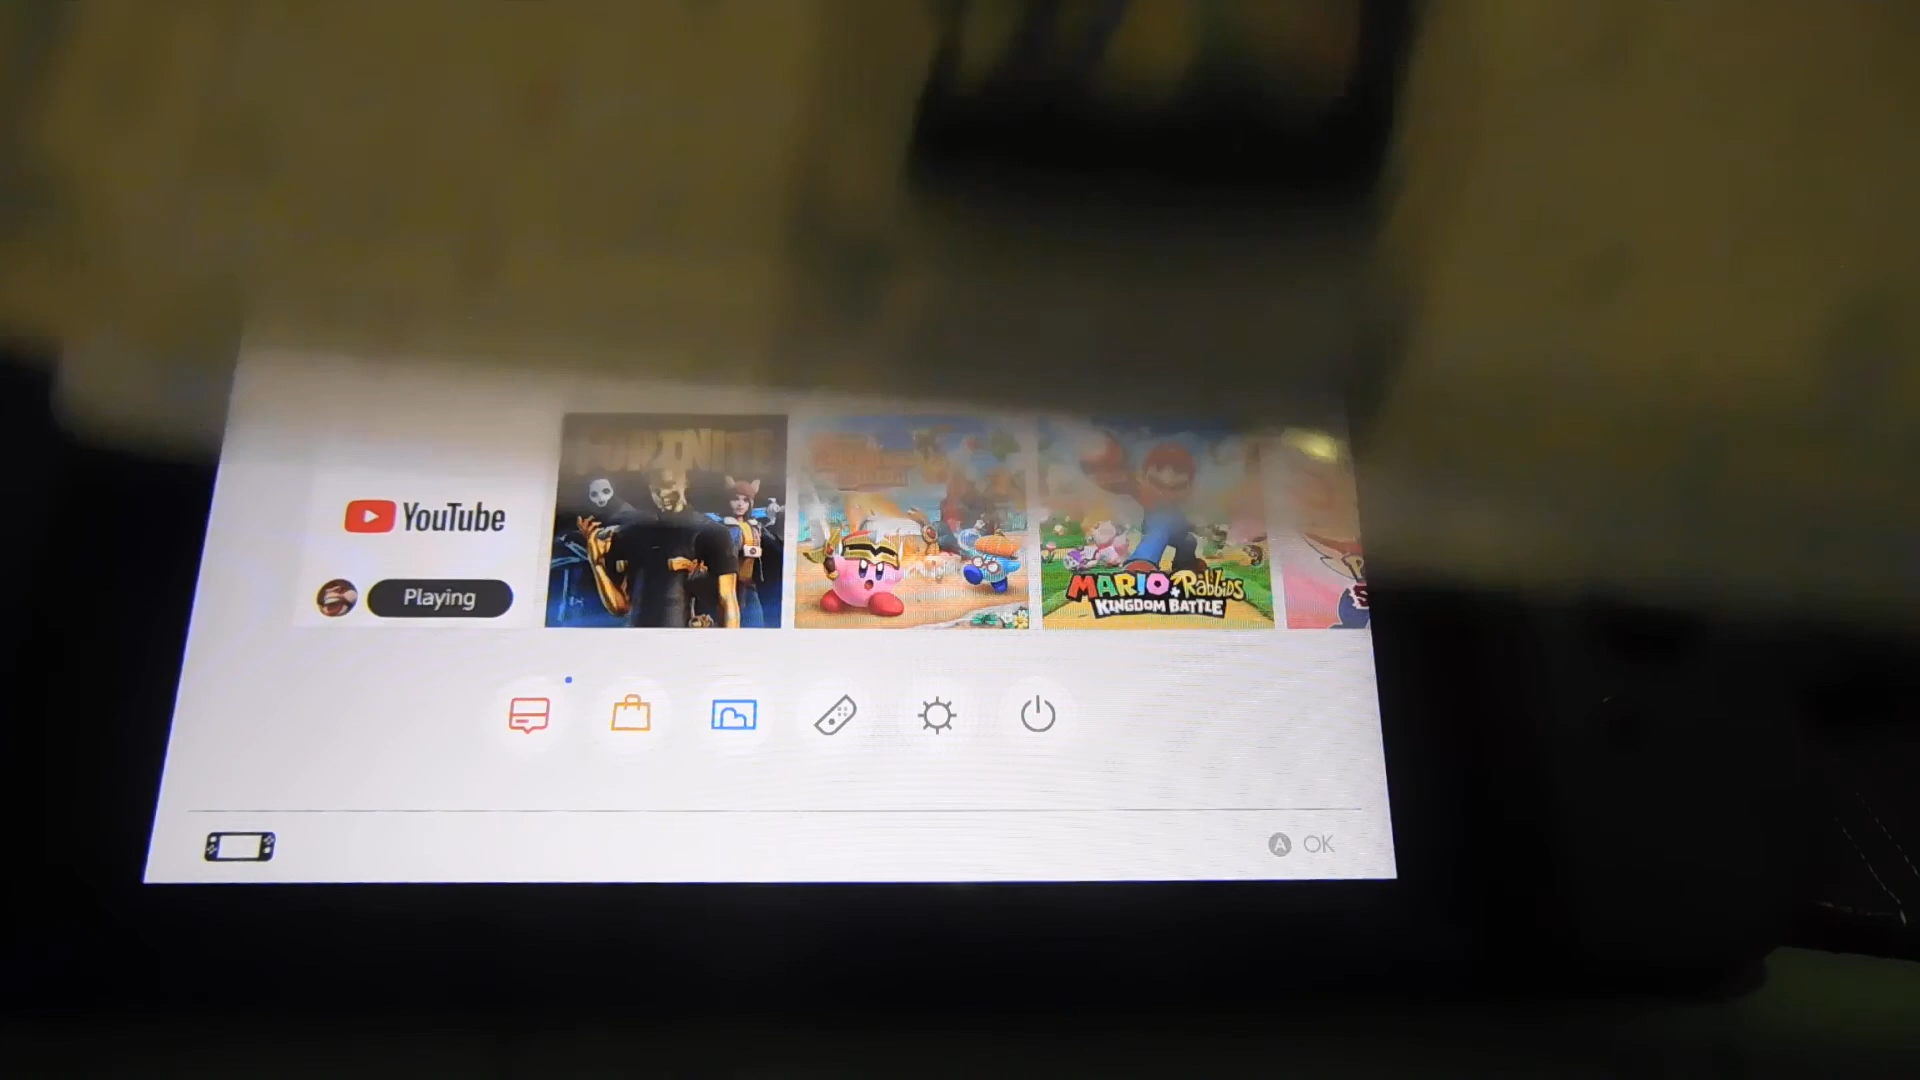 YouTube
Playing
FORTNITE
MARIO + Rabbids
KINGDOM BATTLE
A OK